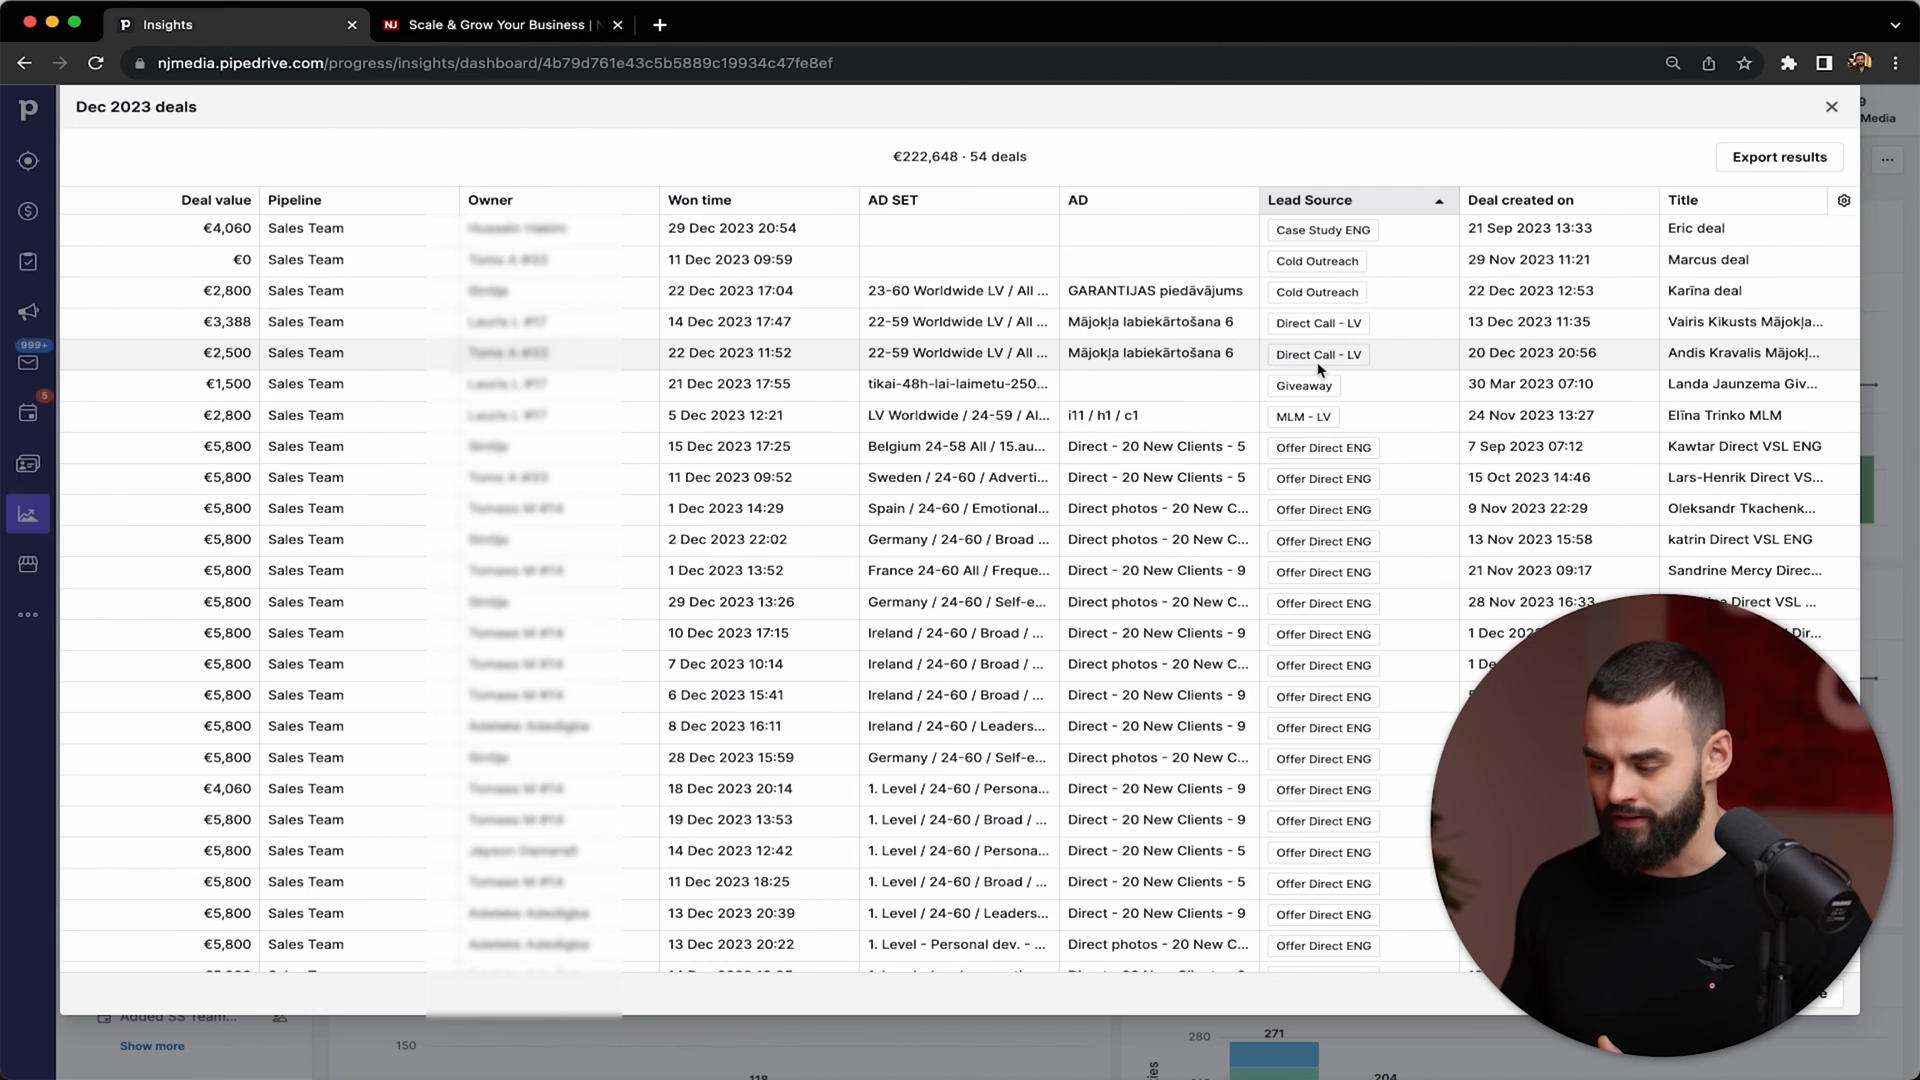 Insights
NJ Scale & Grow Your Business |
njmedia.pipedrive.com/progress/insights/dashboard/4b79d761e43c5b5889c19934c47fe8ef
Dec 2023 deals
Media
€222,648 · 54 deals
Export results
Deal value Pipeline Owner Won time AD SET AD Lead Source Deal created on Title
€4,060 Sales Team 29 Dec 2023 20:54 Case Study ENG 21 Sep 2023 13:33 Eric deal
€0 Sales Team 11 Dec 2023 09:59 Cold Outreach 29 Nov 2023 11:21 Marcus deal
€2,800 Sales Team 22 Dec 2023 17:04 23-60 Worldwide LV / All ... GARANTIJAS piedāvājums Cold Outreach 22 Dec 2023 12:53 Karīna deal
€3,388 Sales Team 14 Dec 2023 17:47 22-59 Worldwide LV / All ... Mājokļa labiekārtošana 6 Direct Call - LV 13 Dec 2023 11:35 Vairis Kikusts Mājokļa...
€2,500 Sales Team 22 Dec 2023 11:52 22-59 Worldwide LV / All ... Mājokļa labiekārtošana 6 Direct Call - LV 20 Dec 2023 20:56 Andis Kravalis Mājokļ...
€1,500 Sales Team 21 Dec 2023 17:55 tikai-48h-lai-laimetu-250... Giveaway 30 Mar 2023 07:10 Landa Jaunzema Giv...
€2,800 Sales Team 5 Dec 2023 12:21 LV Worldwide / 24-59 / Al... i11 / h1 / c1 MLM - LV 24 Nov 2023 13:27 Elīna Trinko MLM
€5,800 Sales Team 15 Dec 2023 17:25 Belgium 24-58 All / 15.au... Direct - 20 New Clients - 5 Offer Direct ENG 7 Sep 2023 07:12 Kawtar Direct VSL ENG
€5,800 Sales Team 11 Dec 2023 09:52 Sweden / 24-60 / Adverti... Direct - 20 New Clients - 5 Offer Direct ENG 15 Oct 2023 14:46 Lars-Henrik Direct VS...
€5,800 Sales Team 1 Dec 2023 14:29 Spain / 24-60 / Emotional... Direct photos - 20 New C... Offer Direct ENG 9 Nov 2023 22:29 Oleksandr Tkachenk...
€5,800 Sales Team 2 Dec 2023 22:02 Germany / 24-60 / Broad ... Direct photos - 20 New C... Offer Direct ENG 13 Nov 2023 15:58 katrin Direct VSL ENG
€5,800 Sales Team 1 Dec 2023 13:52 France 24-60 All / Freque... Direct - 20 New Clients - 9 Offer Direct ENG 21 Nov 2023 09:17 Sandrine Mercy Direc...
€5,800 Sales Team 29 Dec 2023 13:26 Germany / 24-60 / Self-e... Direct photos - 20 New C... Offer Direct ENG 28 Nov 2023 16:33 Direct VSL ...
€5,800 Sales Team 10 Dec 2023 17:15 Ireland / 24-60 / Broad / ... Direct - 20 New Clients - 9 Offer Direct ENG 1 Dec Dir...
€5,800 Sales Team 7 Dec 2023 10:14 Ireland / 24-60 / Broad / ... Direct photos - 20 New C... Offer Direct ENG 1
€5,800 Sales Team 6 Dec 2023 15:41 Ireland / 24-60 / Broad / ... Direct - 20 New Clients - 9 Offer Direct ENG
€5,800 Sales Team 8 Dec 2023 16:11 Ireland / 24-60 / Leaders... Direct - 20 New Clients - 9 Offer Direct ENG
€5,800 Sales Team 28 Dec 2023 15:59 Germany / 24-60 / Self-e... Direct photos - 20 New C... Offer Direct ENG
€4,060 Sales Team 18 Dec 2023 20:14 1. Level / 24-60 / Persona... Direct - 20 New Clients - 9 Offer Direct ENG
€5,800 Sales Team 19 Dec 2023 13:53 1. Level / 24-60 / Broad / ... Direct - 20 New Clients - 9 Offer Direct ENG
€5,800 Sales Team 14 Dec 2023 12:42 1. Level / 24-60 / Persona... Direct - 20 New Clients - 5 Offer Direct ENG
€5,800 Sales Team 11 Dec 2023 18:25 1. Level / 24-60 / Broad / ... Direct - 20 New Clients - 5 Offer Direct ENG
€5,800 Sales Team 13 Dec 2023 20:39 1. Level / 24-60 / Leaders... Direct - 20 New Clients - 9 Offer Direct ENG
€5,800 Sales Team 13 Dec 2023 20:22 1. Level - Personal dev. - ... Direct photos - 20 New C... Offer Direct ENG
999+
5
Added SS Team...
Show more
150
118
280
271
204